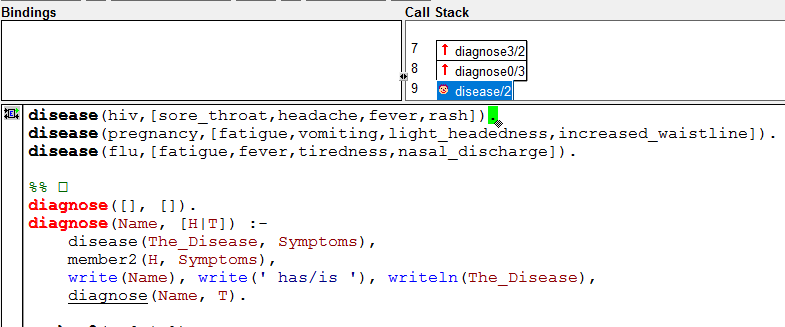 Bindings
Call Stack
7 diagnose3/2
8 diagnose0/3
9 disease/2
disease(hiv,[sore_throat,headache,fever,rash]).
disease(pregnancy,[fatigue,vomiting,light_headedness,increased_waistline]).
disease(flu,[fatigue,fever,tiredness,nasal_discharge]).
%% □
diagnose([], []).
diagnose(Name, [H|T]) :-
disease(The_Disease, Symptoms),
member2(H, Symptoms),
write(Name), write(' has/is '), writeln(The_Disease),
diagnose(Name, T).